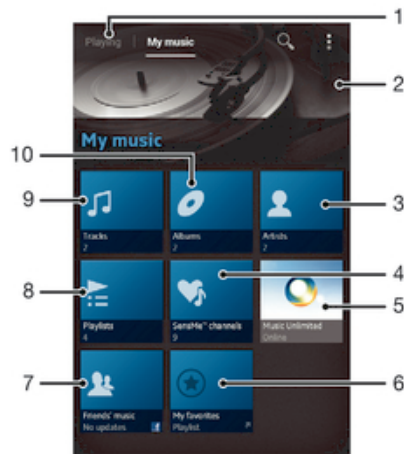 1
Playing | My music
2
My music
10
9
Tracks
2
Albums
2
Artists
2
3
8
4
Playlists
4
SensMe™ channels
9
Music Unlimited
Online
5
7
6
Friends' music
No updates
My favorites
Playlist